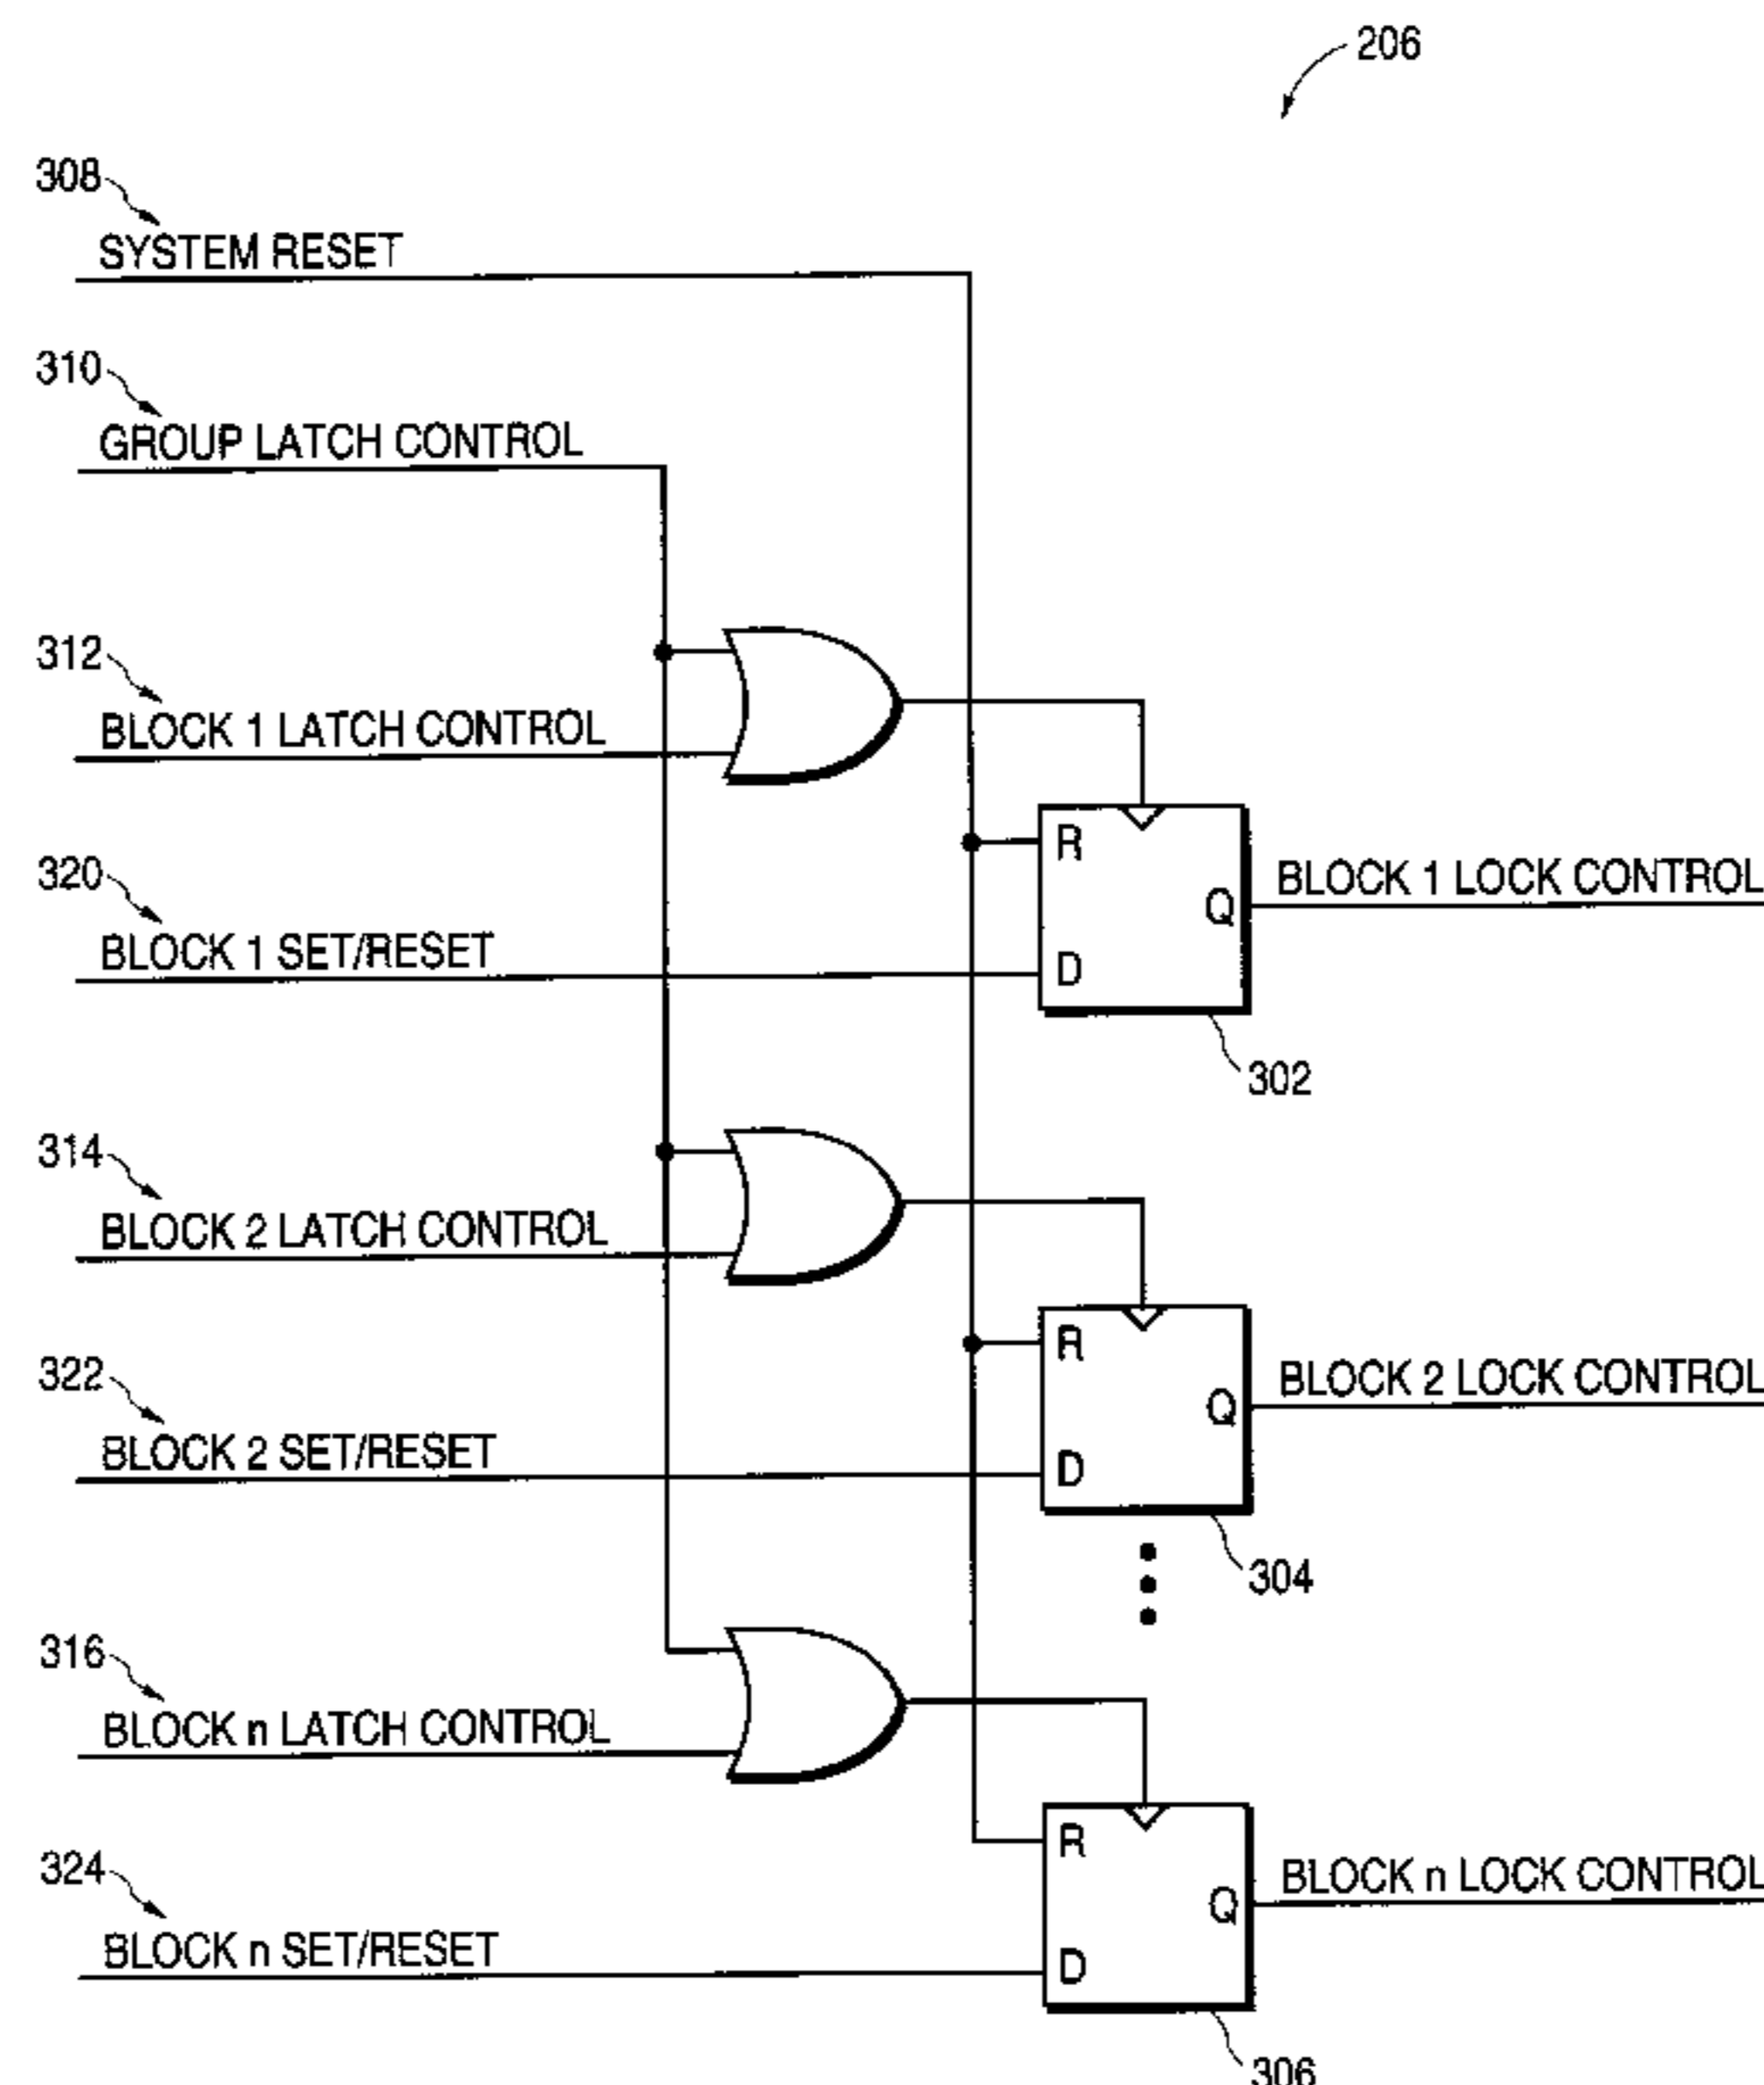 206
308
SYSTEM RESET
310
GROUP LATCH CONTROL
312
BLOCK 1 LATCH CONTROL
R
320
BLOCK 1 LOCK CONTROL
Q
BLOCK 1 SET/RESET
D
302
314
BLOCK 2 LATCH CONTROL
R
322
BLOCK 2 LOCK CONTROL
Q
BLOCK 2 SET/RESET
D
304
316
BLOCK n LATCH CONTROL
R
324
BLOCK n LOCK CONTROL
Q
BLOCK n SET/RESET
D
306